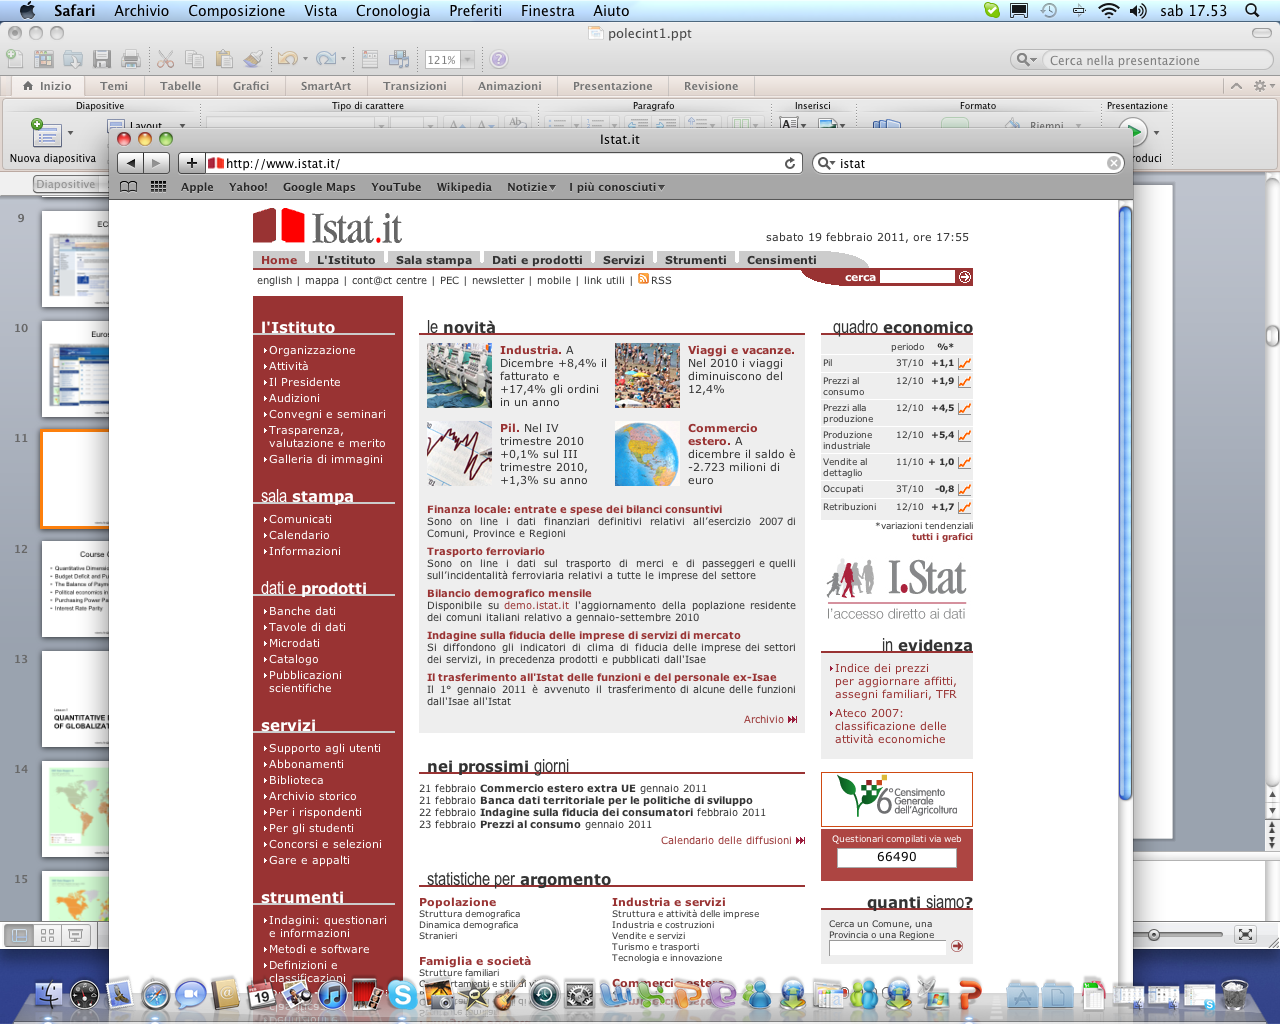 Safari Archivio Composizione Vista Cronologia Preferiti Finestra Aiuto sab 17.53
polecint1.ppt
121% Cerca nella presentazione
Inizio Temi Tabelle Grafici SmartArt Transizioni Animazioni Presentazione Revisione
Diapositive Tipo di carattere Paragrafo Inserisci Formato Presentazione
Layout Riempi
Nuova diapositiva
Istat.it
http://www.istat.it/ istat
Apple Yahoo! Google Maps YouTube Wikipedia Notizie I più conosciuti
Diapositive
9
10
11
12
13
14
15
Istat.it
sabato 19 febbraio 2011, ore 17:55
Home L'Istituto Sala stampa Dati e prodotti Servizi Strumenti Censimenti
english | mappa | cont@ct centre | PEC | newsletter | mobile | link utili | RSS
cerca
l'Istituto
Organizzazione
Attività
Il Presidente
Audizioni
Convegni e seminari
Trasparenza,
valutazione e merito
Galleria di immagini
sala stampa
Comunicati
Calendario
Informazioni
dati e prodotti
Banche dati
Tavole di dati
Microdati
Catalogo
Pubblicazioni
scientifiche
servizi
Supporto agli utenti
Abbonamenti
Biblioteca
Archivio storico
Per i rispondenti
Per gli studenti
Concorsi e selezioni
Gare e appalti
strumenti
Indagini: questionari
e informazioni
Metodi e software
Definizioni e
classificazioni
le novità
Industria. A
Dicembre +8,4% il
fatturato e
+17,4% gli ordini
in un anno
Viaggi e vacanze.
Nel 2010 i viaggi
diminuiscono del
12,4%
Pil. Nel IV
trimestre 2010
+0,1% sul III
trimestre 2010,
+1,3% su anno
Commercio
estero. A
dicembre il saldo è
-2.723 milioni di
euro
Finanza locale: entrate e spese dei bilanci consuntivi
Sono on line i dati finanziari definitivi relativi all'esercizio 2007 di
Comuni, Province e Regioni
Trasporto ferroviario
Sono on line i dati sul trasporto di merci e di passeggeri e quelli
sull'incidentalità ferroviaria relativi a tutte le imprese del settore
Bilancio demografico mensile
Disponibile su demo.istat.it l'aggiornamento della poplazione residente
dei comuni italiani relativo a gennaio-settembre 2010
Indagine sulla fiducia delle imprese di servizi di mercato
Si diffondono gli indicatori di clima di fiducia delle imprese dei settori
dei servizi, in precedenza prodotti e pubblicati dall'Isae
Il trasferimento all'Istat delle funzioni e del personale ex-Isae
Il 1° gennaio 2011 è avvenuto il trasferimento di alcune delle funzioni
dall'Isae all'Istat
Archivio
nei prossimi giorni
21 febbraio Commercio estero extra UE gennaio 2011
21 febbraio Banca dati territoriale per le politiche di sviluppo
22 febbraio Indagine sulla fiducia dei consumatori febbraio 2011
23 febbraio Prezzi al consumo gennaio 2011
Calendario delle diffusioni
statistiche per argomento
Popolazione
Struttura demografica
Dinamica demografica
Stranieri
Famiglia e società
Strutture familiari
Industria e servizi
Struttura e attività delle imprese
Industria e costruzioni
Vendite e servizi
Turismo e trasporti
Tecnologia e innovazione
Commercio estero
quadro economico
periodo %*
Pil 3T/10 +1,1
Prezzi al consumo 12/10 +1,9
Prezzi alla produzione 12/10 +4,5
Produzione industriale 12/10 +5,4
Vendite al dettaglio 11/10 + 1,0
Occupati 3T/10 -0,8
Retribuzioni 12/10 +1,7
*variazioni tendenziali
tutti i grafici
I.Stat
l'accesso diretto ai dati
in evidenza
Indice dei prezzi
per aggiornare affitti,
assegni familiari, TFR
Ateco 2007:
classificazione delle
attività economiche
6° Censimento
Generale
dell'Agricoltura
Questionari compilati via web
66490
quanti siamo?
Cerca un Comune, una
Provincia o una Regione
19